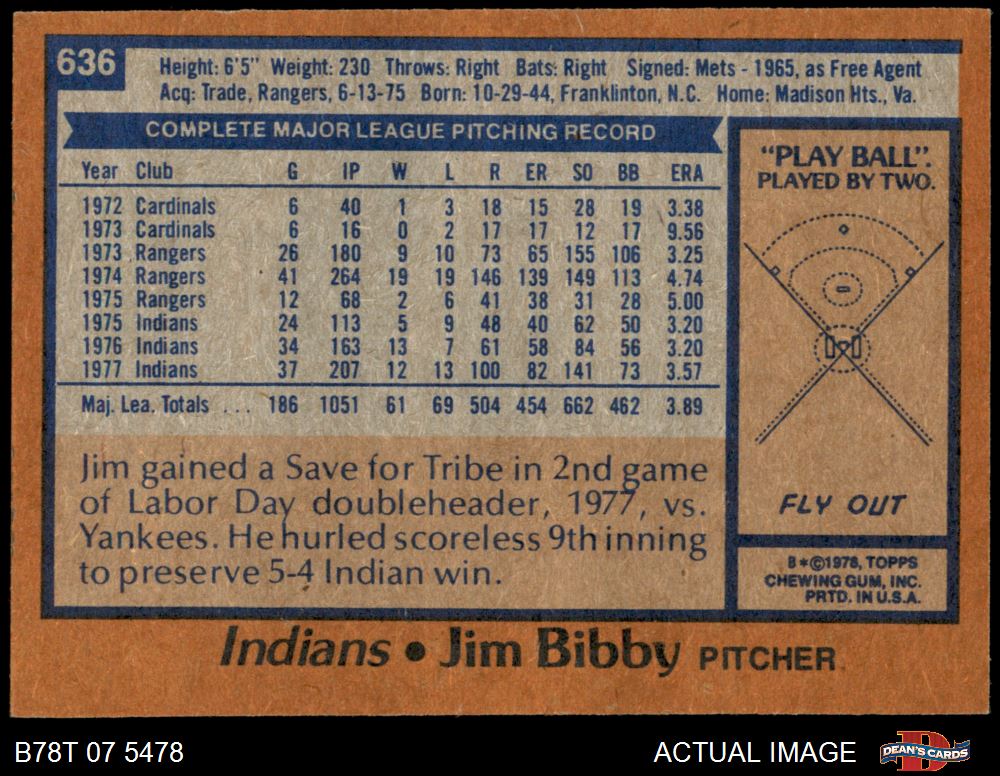 636
Height: 6'5" Weight: 230 Throws: Right Bats: Right Signed: Mets - 1965, as Free Agent
Acq: Trade, Rangers, 6-13-75 Born: 10-29-44, Franklinton, N.C. Home: Madison Hts., Va.
COMPLETE MAJOR LEAGUE PITCHING RECORD
Year Club G IP W L R ER SO BB ERA
1972 Cardinals 6 40 1 3 18 15 28 19 3.38
1973 Cardinals 6 16 0 2 17 17 12 17 9.56
1973 Rangers 26 180 9 10 73 65 155 106 3.25
1974 Rangers 41 264 19 19 146 139 149 113 4.74
1975 Rangers 12 68 2 6 41 38 31 28 5.00
1975 Indians 24 113 5 9 48 40 62 50 3.20
1976 Indians 34 163 13 7 61 58 84 56 3.20
1977 Indians 37 207 12 13 100 82 141 73 3.57
Maj. Lea. Totals ... 186 1051 61 69 504 454 662 462 3.89
Jim gained a Save for Tribe in 2nd game
of Labor Day doubleheader, 1977, vs.
Yankees. He hurled scoreless 9th inning
to preserve 5-4 Indian win.
"PLAY BALL".
PLAYED BY TWO.
FLY OUT
B*©1978, TOPPS
CHEWING GUM, INC.
PRTD. IN U.S.A.
Indians • Jim Bibby PITCHER
B78T 07 5478
ACTUAL IMAGE
D
DEAN'S CARDS